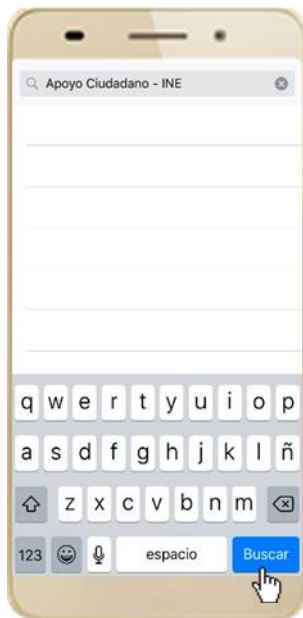 Apoyo Ciudadano - INE
q w e r t y u i o p
a s d f g h j k l ñ
z x c v b n m
123 espacio Buscar